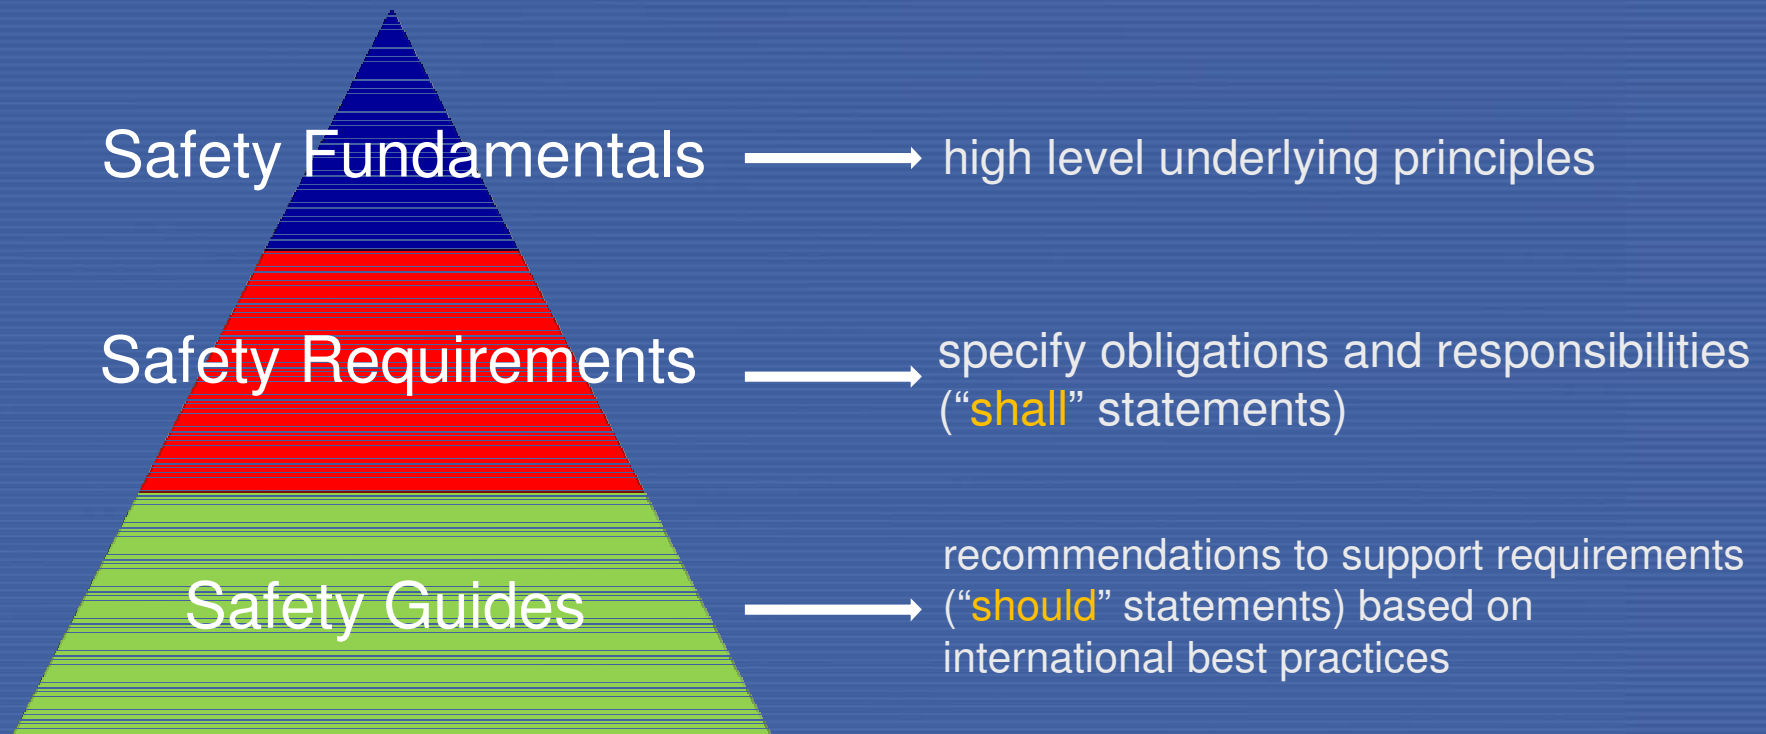 Safety Fundamentals
high level underlying principles
Safety Requirements
specify obligations and responsibilities
(“shall” statements)
Safety Guides
recommendations to support requirements
(“should” statements) based on
international best practices